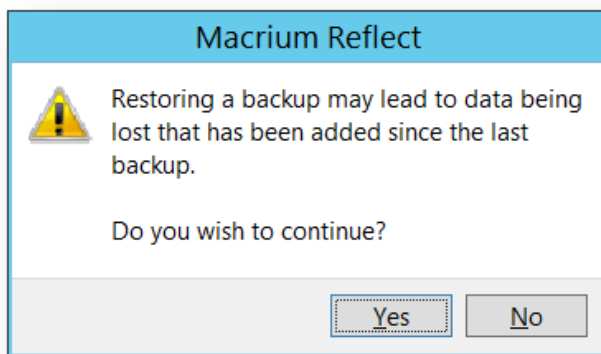 Macrium Reflect
Restoring a backup may lead to data being
lost that has been added since the last
backup.
Do you wish to continue?
Yes
No